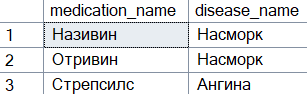 medication_name disease_name
1 Називин Насморк
2 Отривин Насморк
3 Стрепсилс Ангина